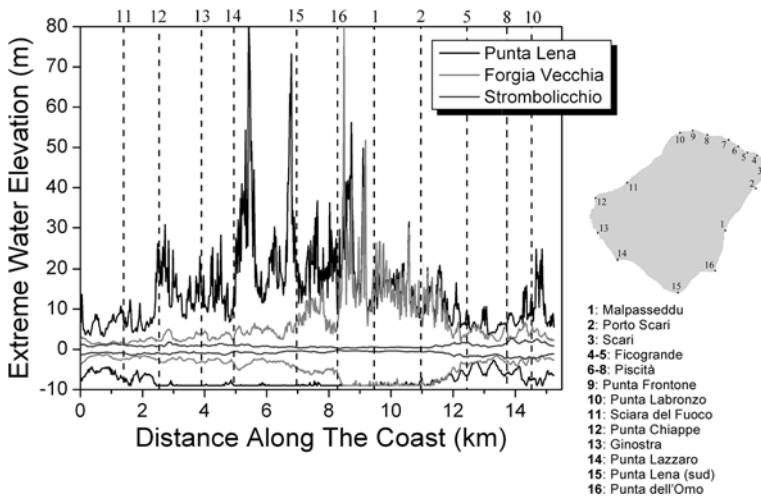 11 12 13 14 15 16 1 2 5 8 10
Extreme Water Elevation (m)
80
70
60
50
40
30
20
10
0
-10
Punta Lena
Forgia Vecchia
Strombolicchio
0 2 4 6 8 10 12 14
Distance Along The Coast (km)
10 9 8 7 6 5 4 3 2
11
12
13
14
1
15
16
1: Malpasseddu
2: Porto Scari
3: Scari
4-5: Ficogrande
6-8: Piscità
9: Punta Frontone
10: Punta Labronzo
11: Sciara del Fuoco
12: Punta Chiappe
13: Ginostra
14: Punta Lazzaro
15: Punta Lena (sud)
16: Punta dell'Omo